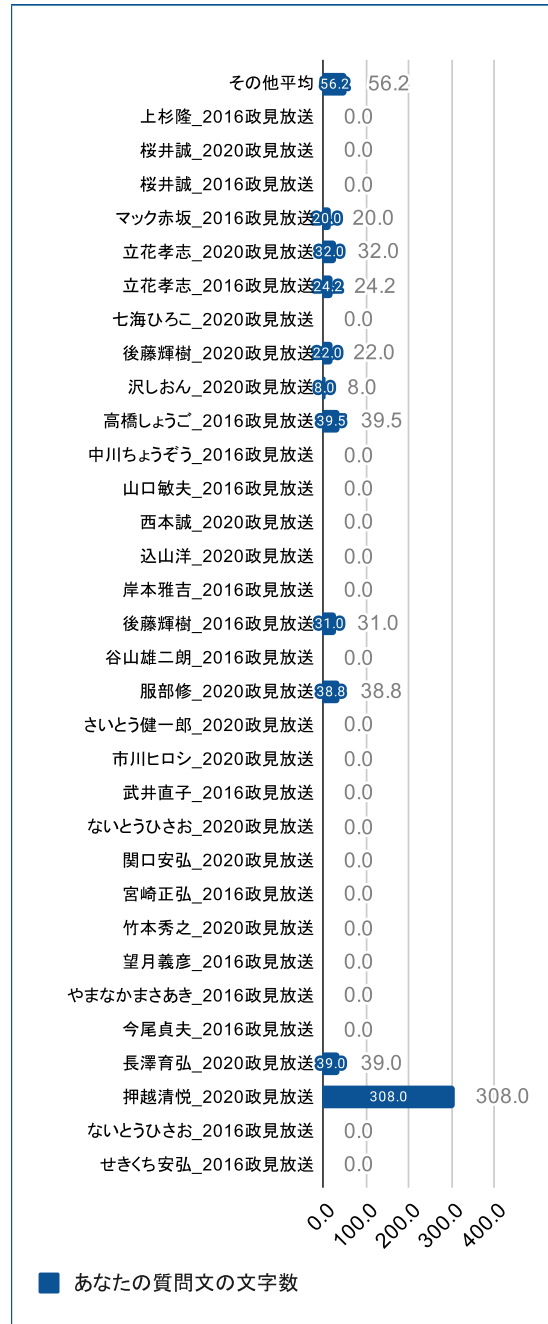 その他平均 56.2 56.2
上杉隆_2016政見放送 0.0
桜井誠_2020政見放送 0.0
桜井誠_2016政見放送 0.0
マック赤坂_2016政見放送 20.0 20.0
立花孝志_2020政見放送 32.0 32.0
立花孝志_2016政見放送 24.2 24.2
七海ひろこ_2020政見放送 0.0
後藤輝樹_2020政見放送 22.0 22.0
沢しおん_2020政見放送 8.0 8.0
高橋しょうご_2016政見放送 39.5 39.5
中川ちょうぞう_2016政見放送 0.0
山口敏夫_2016政見放送 0.0
西本誠_2020政見放送 0.0
込山洋_2020政見放送 0.0
岸本雅吉_2016政見放送 0.0
後藤輝樹_2016政見放送 31.0 31.0
谷山雄二朗_2016政見放送 0.0
服部修_2020政見放送 38.8 38.8
さいとう健一郎_2020政見放送 0.0
市川ヒロシ_2020政見放送 0.0
武井直子_2016政見放送 0.0
ないとうひさお_2020政見放送 0.0
関口安弘_2020政見放送 0.0
宮崎正弘_2016政見放送 0.0
竹本秀之_2020政見放送 0.0
望月義彦_2016政見放送 0.0
やまなかまさあき_2016政見放送 0.0
今尾貞夫_2016政見放送 0.0
長澤育弘_2020政見放送 39.0 39.0
押越清悦_2020政見放送 308.0 308.0
ないとうひさお_2016政見放送 0.0
せきくち安弘_2016政見放送 0.0
0.0 100.0 200.0 300.0 400.0
あなたの質問文の文字数